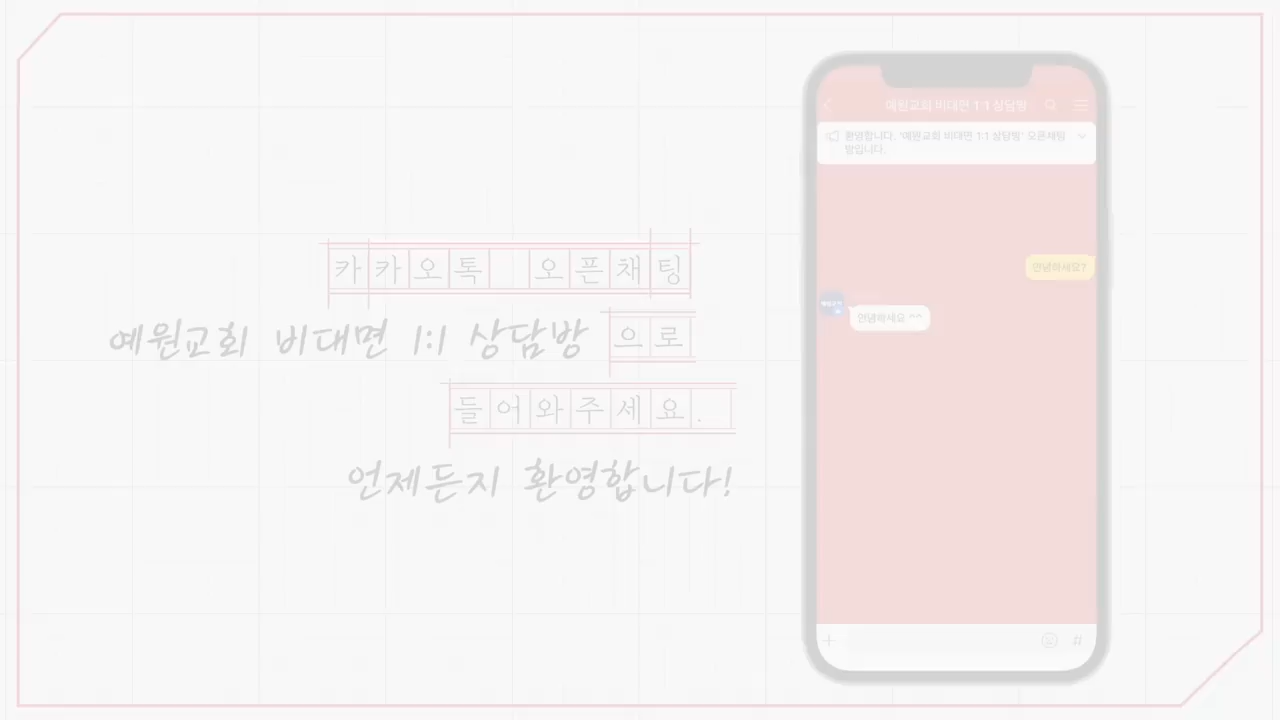 카카오톡 오픈채팅
예원교회 비대면 1:1 상담방 으로
들어와주세요.
언제든지 환영합니다!
예원교회 비대면 1:1 상담방
환영합니다. '예원교회 비대면 1:1 상담방' 오픈채팅
방입니다.
안녕하세요?
안녕하세요 ^^
#